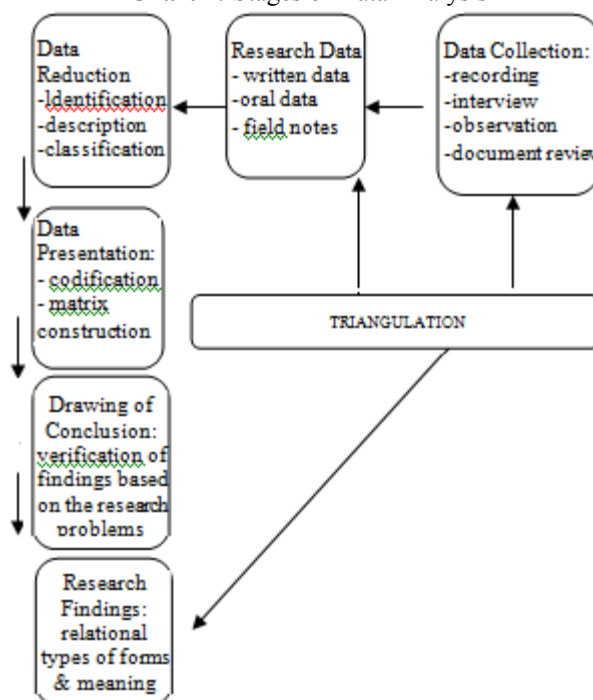 Data
Reduction
-Identification
-description
-classification
Research Data
- written data
-oral data
- field notes
Data Collection:
-recording
-interview
-observation
-document review
Data
Presentation:
- codification
- matrix
construction
TRIANGULATION
Drawing of
Conclusion:
verification of
findings based
on the research
problems
Research
Findings:
relational
types of forms
& meaning